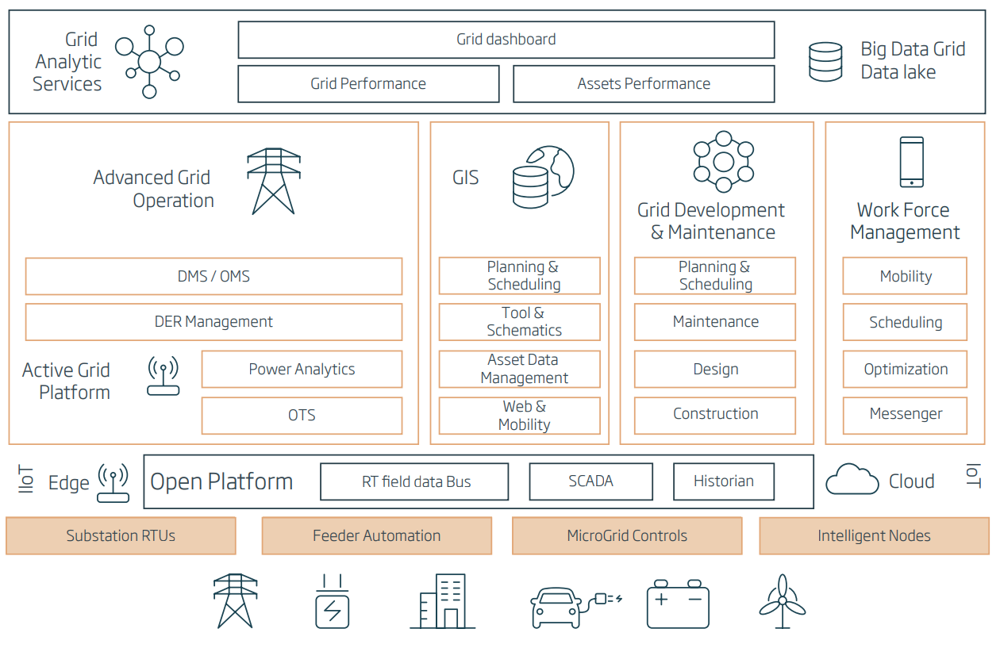 Grid
Analytic
Services
Grid dashboard
Grid Performance
Assets Performance
Big Data Grid
Data lake
Advanced Grid
Operation
DMS / OMS
DER Management
Active Grid
Platform
Power Analytics
OTS
GIS
Planning &
Scheduling
Tool &
Schematics
Asset Data
Management
Web &
Mobility
Grid Development
& Maintenance
Planning &
Scheduling
Maintenance
Design
Construction
Work Force
Management
Mobility
Scheduling
Optimization
Messenger
IIoT
Edge
Open Platform
RT field data Bus
SCADA
Historian
Cloud
IoT
Substation RTUs
Feeder Automation
MicroGrid Controls
Intelligent Nodes